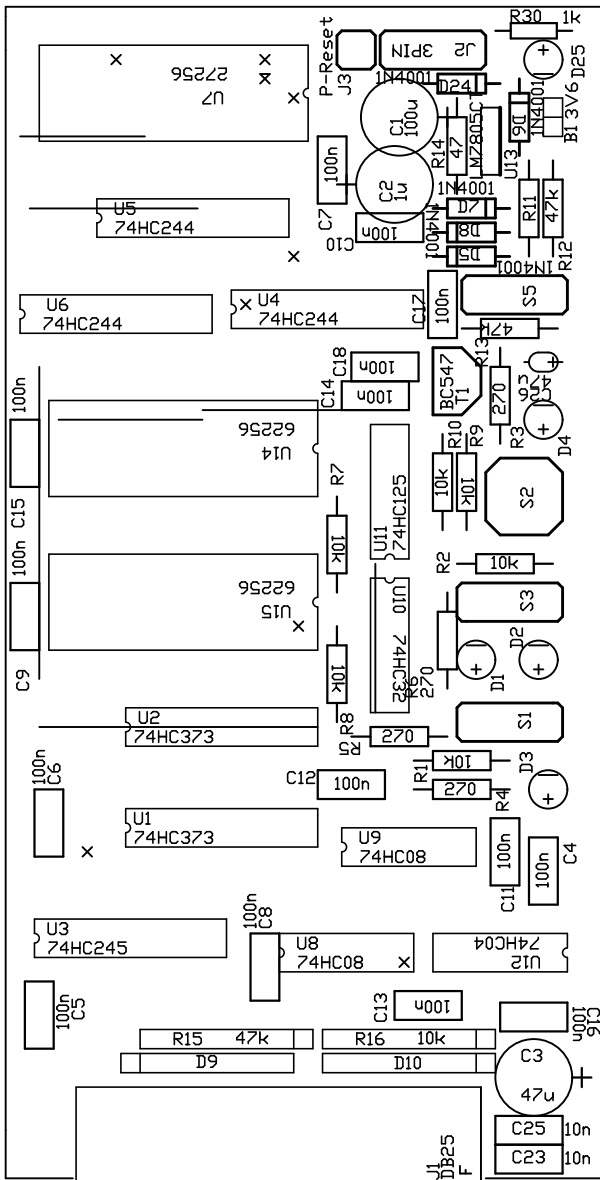 R30 1k
D25
P-Reset
J3
J2
3PIN
1N4001
D24
27256
U7
C1
100u
R14
47
LM7805CT
U13
D6
1N4001
B1 3V6
100n
C7
C2
1u
1N4001
D7
D8
D5
1N4001
1N4001
R11
47k
R12
C10
100n
U5
74HC244
U6
74HC244
U4
74HC244
C17
100n
S5
47k
R13
C18
100n
C14
100n
BC547
T1
270
R3
C26
47u
D4
100n
C15
62256
U14
R7
10k
U11
74HC125
R10
10k
R9
10k
S2
R2
10k
100n
C9
62256
U15
10k
R8
U10
74HC32
R6
270
S3
D1
D2
S1
U2
74HC373
R5
270
R1
10k
D3
100n
C6
C12
100n
270
R4
U1
74HC373
U9
74HC08
100n
C11
100n
C4
U3
74HC245
100n
C8
U8
74HC08
74HC04
U12
100n
C5
C13
100n
C16
100n
R15 47k
R16 10k
D9
D10
C3
47u
C25 10n
C23 10n
J1
DB25
F